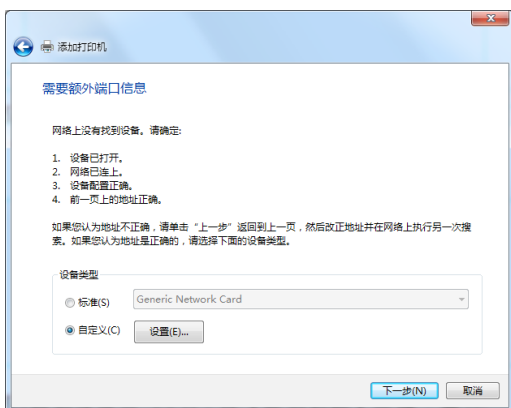 添加打印机
需要额外端口信息
网络上没有找到设备。请确定:
1. 设备已打开。
2. 网络已连上。
3. 设备配置正确。
4. 前一页上的地址正确。
如果您认为地址不正确，请单击“上一步”返回到上一页，然后改正地址并在网络上执行另一次搜
索。如果您认为地址是正确的，请选择下面的设备类型。
设备类型
标准(S) Generic Network Card
自定义(C) 设置(E)...
下一步(N) 取消